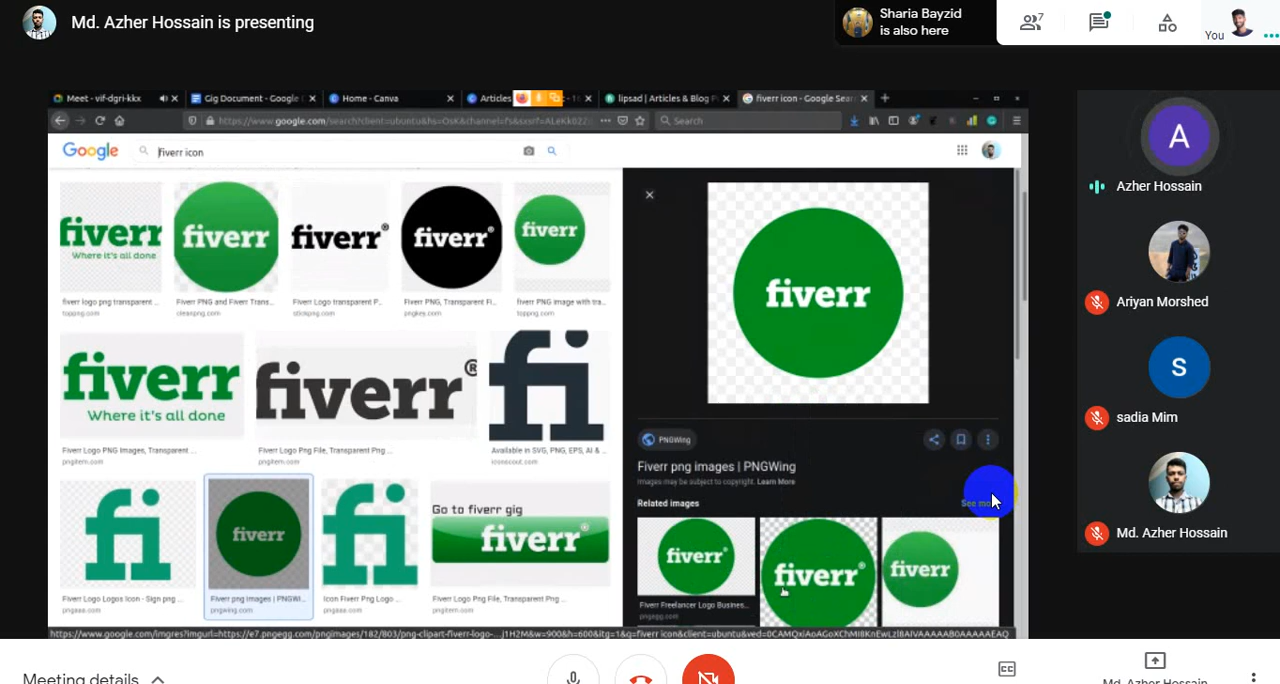 Md. Azher Hossain is presenting
Sharia Bayzid
is also here
7
You
Meet - vif-dgri-kkx
Gig Document - Google
Home - Canva
Articles
lipsad | Articles & Blog
fiverr icon - Google Sear
Search
Google
fiverr icon
fiverr
Where it's all done
fiverr
fiverr®
fiverr®
fiverr
fiverr logo png transparent ...
toppng.com
Fiverr PNG and Fiverr Trans...
cleanpng.com
Fiverr Logo transparent P...
stickpng.com
Fiverr PNG, Transparent Fi...
pngkey.com
fiverr PNG image with tra...
toppng.com
fiverr
Where it's all done
fiverr®
fi
Fiverr Logo PNG Images, Transparent ...
pngitem.com
Fiverr Logo Png File, Transparent Png ...
pngitem.com
Available in SVG, PNG, EPS, AI & ...
iconscout.com
fi
fiverr
fi
Go to fiverr gig
fiverr®
Fiverr Logo Logos Icon - Sign png ...
pngaaa.com
Fiverr png images | PNGWi...
pngwing.com
Icon Fiverr Png Logo ...
pngaaa.com
Fiverr Logo Png File, Transparent Png ...
pngitem.com
fiverr
PNGWing
Fiverr png images | PNGWing
Images may be subject to copyright. Learn More
Related images
See mo
fiverr®
fiverr®
fiverr
Fiverr Freelancer Logo Busines...
pngegg.com
A
Azher Hossain
Ariyan Morshed
S
sadia Mim
Md. Azher Hossain
Meeting details
Md. Azher Hossain